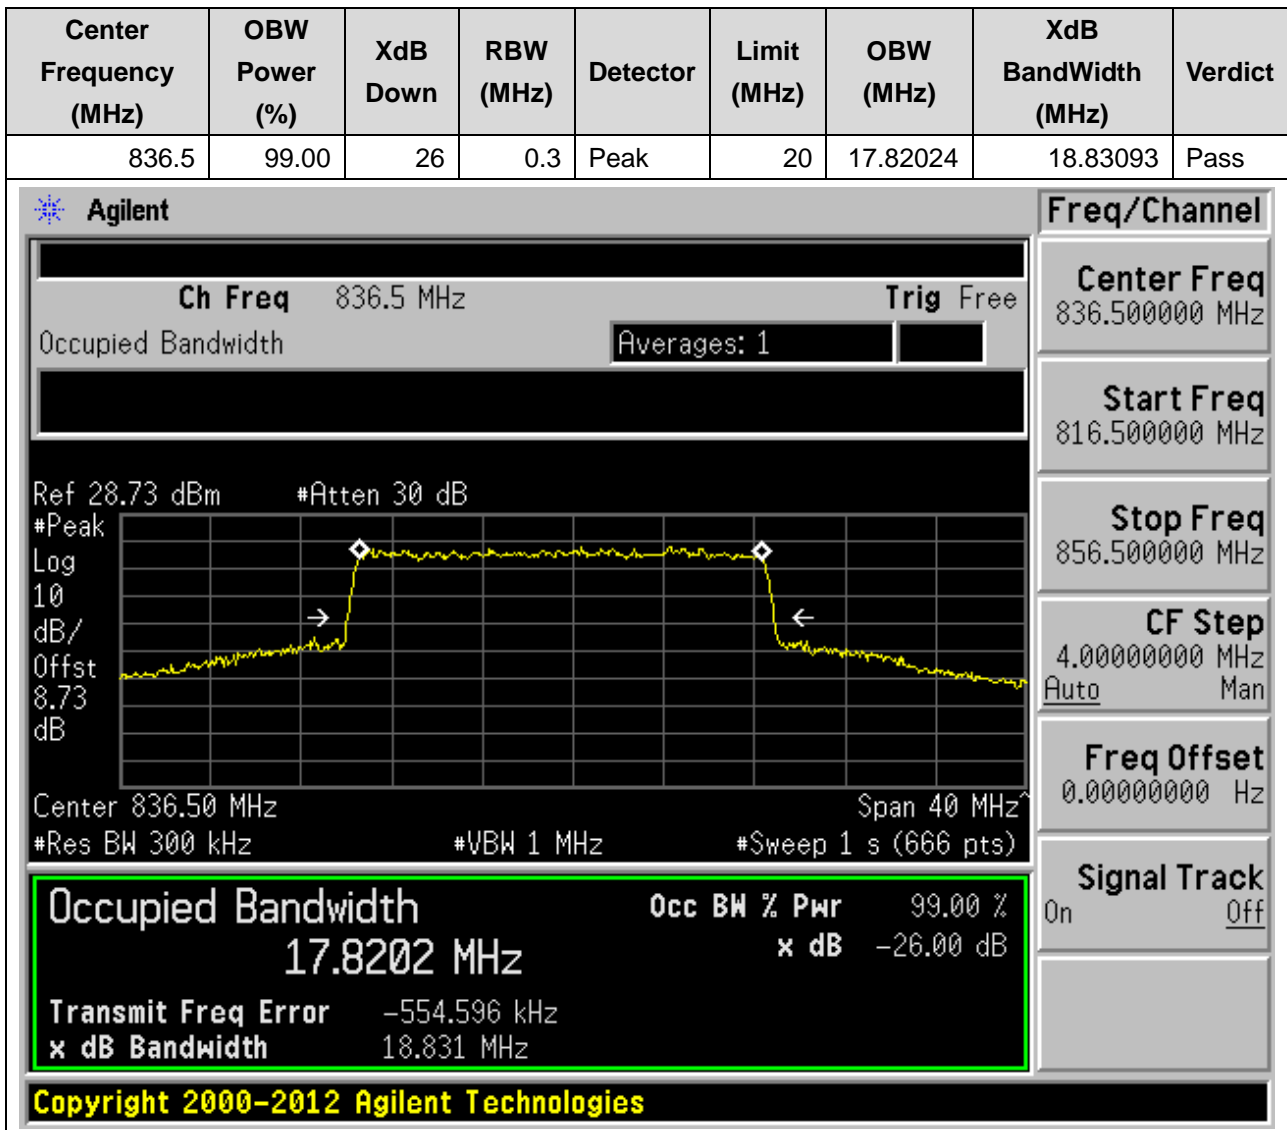 Center Frequency (MHz) OBW Power (%) XdB Down RBW (MHz) Detector Limit (MHz) OBW (MHz) XdB BandWidth (MHz) Verdict
836.5 99.00 26 0.3 Peak 20 17.82024 18.83093 Pass
Agilent
Freq/Channel
Ch Freq 836.5 MHz Trig Free
Occupied Bandwidth Averages: 1
Center Freq
836.500000 MHz
Start Freq
816.500000 MHz
Stop Freq
856.500000 MHz
CF Step
4.00000000 MHz
Auto Man
Freq Offset
0.00000000 Hz
Signal Track
On Off
Ref 28.73 dBm #Atten 30 dB
#Peak
Log
10
dB/
Offst
8.73
dB
Center 836.50 MHz Span 40 MHz^
#Res BW 300 kHz #VBW 1 MHz #Sweep 1 s (666 pts)
Occupied Bandwidth Occ BW % Pwr 99.00 %
17.8202 MHz x dB -26.00 dB
Transmit Freq Error -554.596 kHz
x dB Bandwidth 18.831 MHz
Copyright 2000-2012 Agilent Technologies